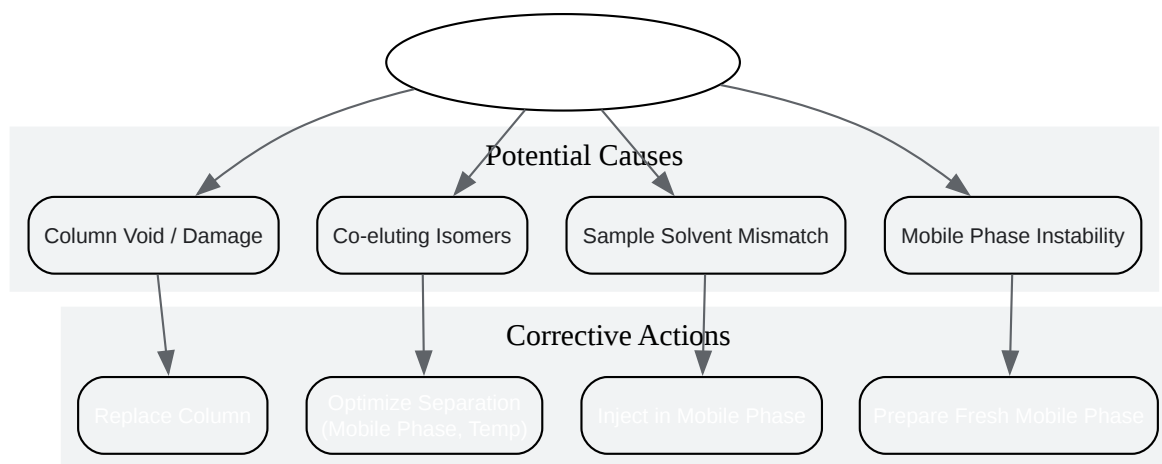 Potential Causes
Column Void / Damage
Co-eluting Isomers
Sample Solvent Mismatch
Mobile Phase Instability
Corrective Actions
Replace Column
Optimize Separation
(Mobile Phase, Temp)
Inject in Mobile Phase
Prepare Fresh Mobile Phase